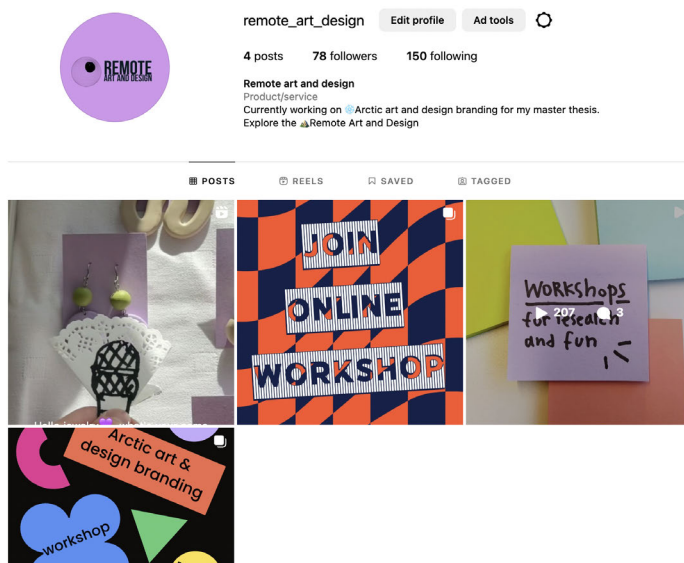 remote_art_design Edit profile Ad tools
4 posts 78 followers 150 following
REMOTE
ART AND DESIGN
Remote art and design
Product/service
Currently working on ❄️Arctic art and design branding for my master thesis.
Explore the 🏕️Remote Art and Design
POSTS REELS SAVED TAGGED
JOIN
ONLINE
WORKSHOP
WORKShops
for research
and fun
207 3
Arctic art &
design branding
workshop